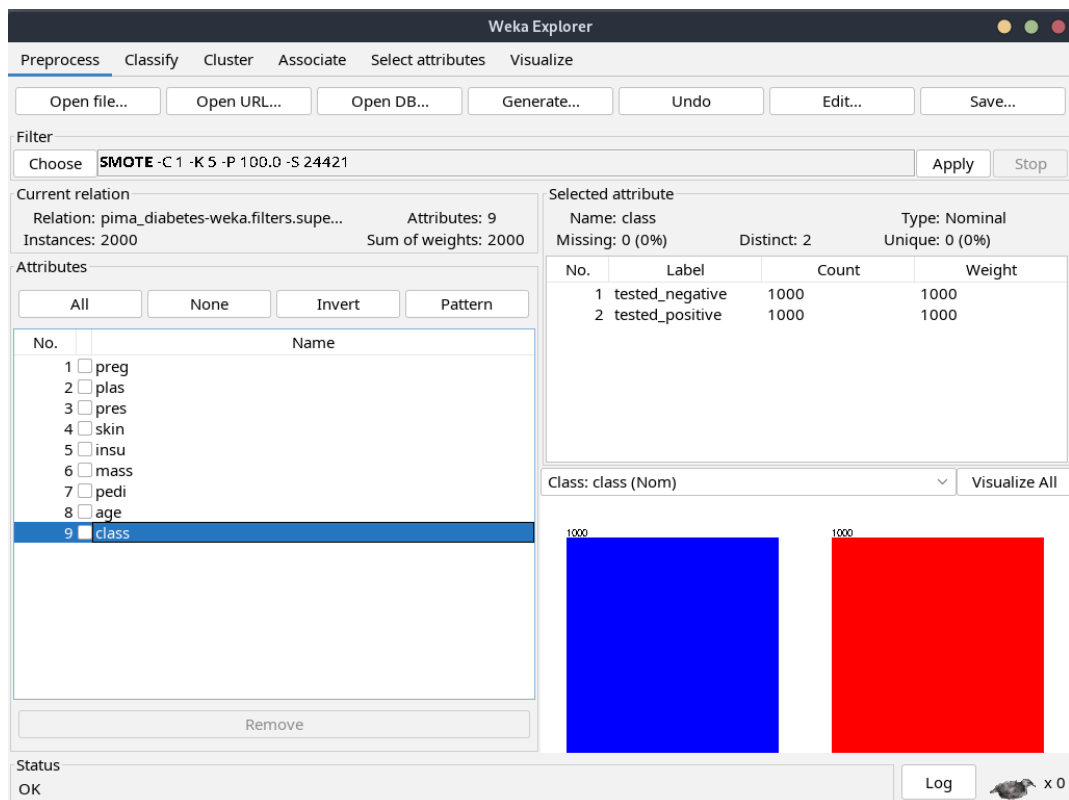 Weka Explorer
Preprocess Classify Cluster Associate Select attributes Visualize
Open file... Open URL... Open DB... Generate... Undo Edit... Save...
Filter
Choose SMOTE -C 1 -K 5 -P 100.0 -S 24421 Apply Stop
Current relation
Relation: pima_diabetes-weka.filters.supe... Attributes: 9
Instances: 2000 Sum of weights: 2000
Attributes
All None Invert Pattern
No. Name
1 preg
2 plas
3 pres
4 skin
5 insu
6 mass
7 pedi
8 age
9 class
Remove
Selected attribute
Name: class Type: Nominal
Missing: 0 (0%) Distinct: 2 Unique: 0 (0%)
No. Label Count Weight
1 tested_negative 1000 1000
2 tested_positive 1000 1000
Class: class (Nom) Visualize All
1000 1000
Status
OK Log x 0